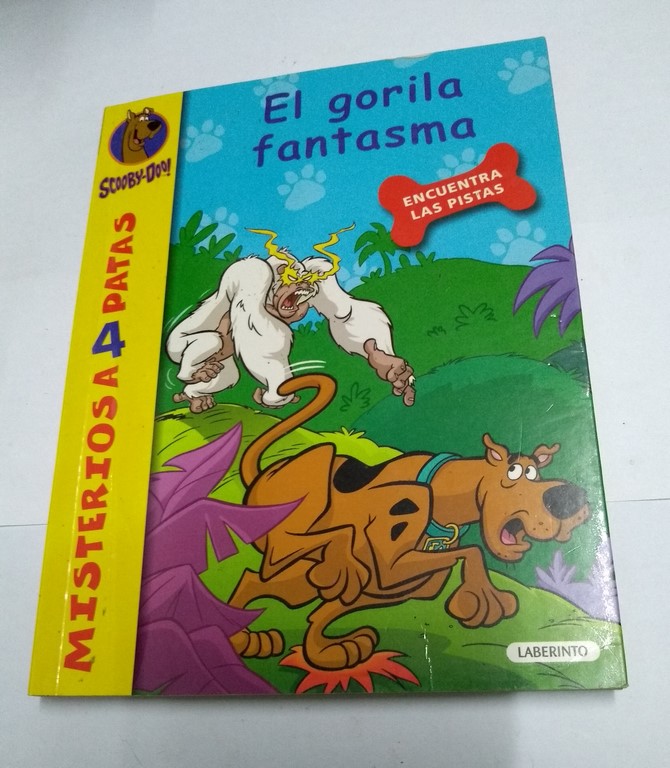 El gorila
fantasma
ENCUENTRA
LAS PISTAS
SCOOBY-DOO!
MISTERIOS A 4 PATAS
LABERINTO